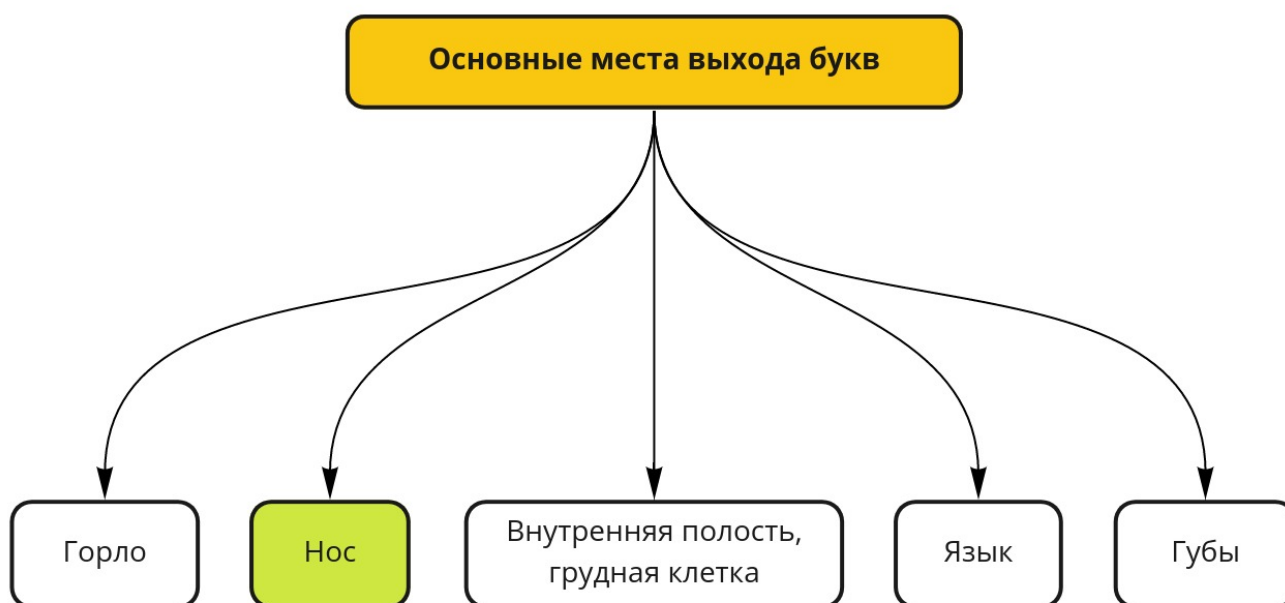 Основные места выхода букв
Горло
Нос
Внутренняя полость,
грудная клетка
Язык
Губы